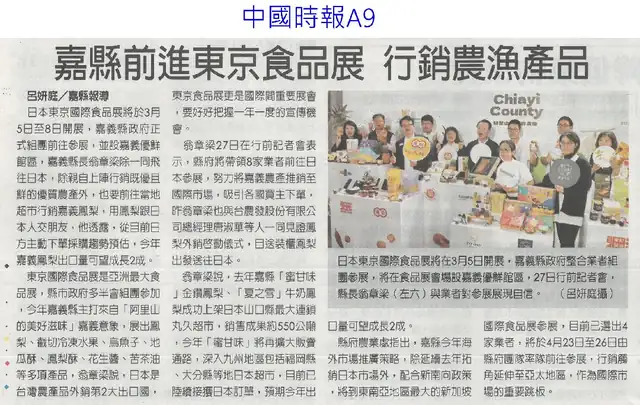 中國時報A9
嘉縣前進東京食品展 行銷農漁產品
呂妍庭／嘉縣報導
日本東京國際食品展將於3月
5日至8日開展，嘉義縣政府正
式組團前往參展，並設嘉義優鮮
館區，嘉義縣長翁章梁除一同飛
往日本，除親自上陣行銷既優且
鮮的優質農產外，也要前往當地
超市行銷嘉義鳳梨，用鳳梨跟日
本人交朋友，他透露，從目前日
方主動下單採購趨勢預估，今年
嘉義鳳梨出口量可望成長2成。
東京國際食品展是亞洲最大食
品展，縣市政府多半會組團參加
，今年嘉義縣主打來自「阿里山
的美好滋味」嘉義意象，展出鳳
梨、截切冷凍水果、烏魚子、地
瓜酥、鳳梨酥、花生醬、苦茶油
等多項產品，翁章梁說，日本是
台灣農產品外銷第2大出口國，
東京食品展更是國際間重要展會
，要好好把握一年一度的宣傳機
會。
翁章梁27日在行前記者會表
示，縣府將帶領8家業者前往日
本參展，努力將嘉義農產推銷至
國際市場，吸引各國買主下單，
昨翁章梁也與台農發股份有限公
司總經理唐淑華等人一同見證鳳
梨外銷啓動儀式，目送裝櫃鳳梨
出發送往日本。
翁章梁說，去年嘉縣「蜜甘味
」金鑽鳳梨、「夏之雪」牛奶鳳
梨成功上架日本山口縣最大連鎖
丸久超市，銷售成果約550公噸
，今年「蜜甘味」將再擴大販賣
通路，深入九州地區包括福岡縣
、大分縣等地日本超市，目前已
陸續接獲日本訂單，預期今年出
Chiayi
County
日本東京國際食品展將在3月5日開展，嘉義縣政府整合業者組
團參展，將在食品展會場設嘉義優鮮館區，27日行前記者會，
縣長翁章梁（左六）與業者對參展展現自信。（呂妍庭攝）
口量可望成長2成。
縣府農業處指出，嘉縣今年海
外市場推廣策略，除延續去年拓
銷日本市場外，配合新南向政策
，將到東南亞地區最大的新加坡
國際食品展參展，目前已選出4
家業者，將於4月23至26日由
縣府團隊率隊前往參展，行銷觸
角延伸至亞太地區，作為國際市
場的重要跳板。